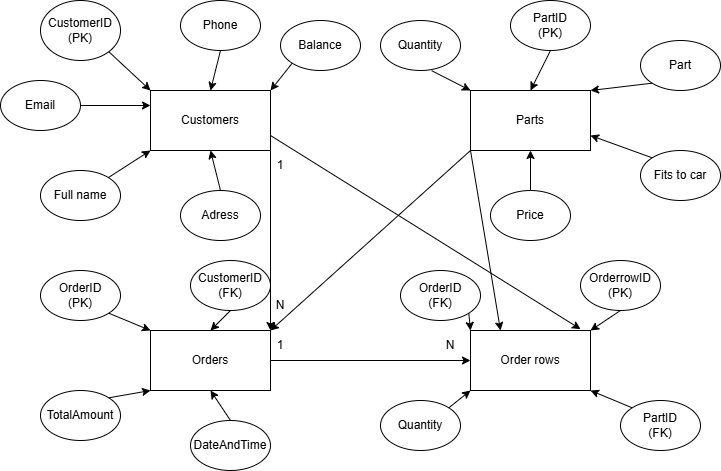 CustomerID
(PK)
Phone
Balance
Email
Customers
Full name
Adress
Quantity
PartID
(PK)
Part
Parts
Price
Fits to car
1
N
OrderID
(PK)
CustomerID
(FK)
Orders
1
N
TotalAmount
DateAndTime
OrderID
(FK)
OrderrowID
(PK)
Order rows
Quantity
PartID
(FK)